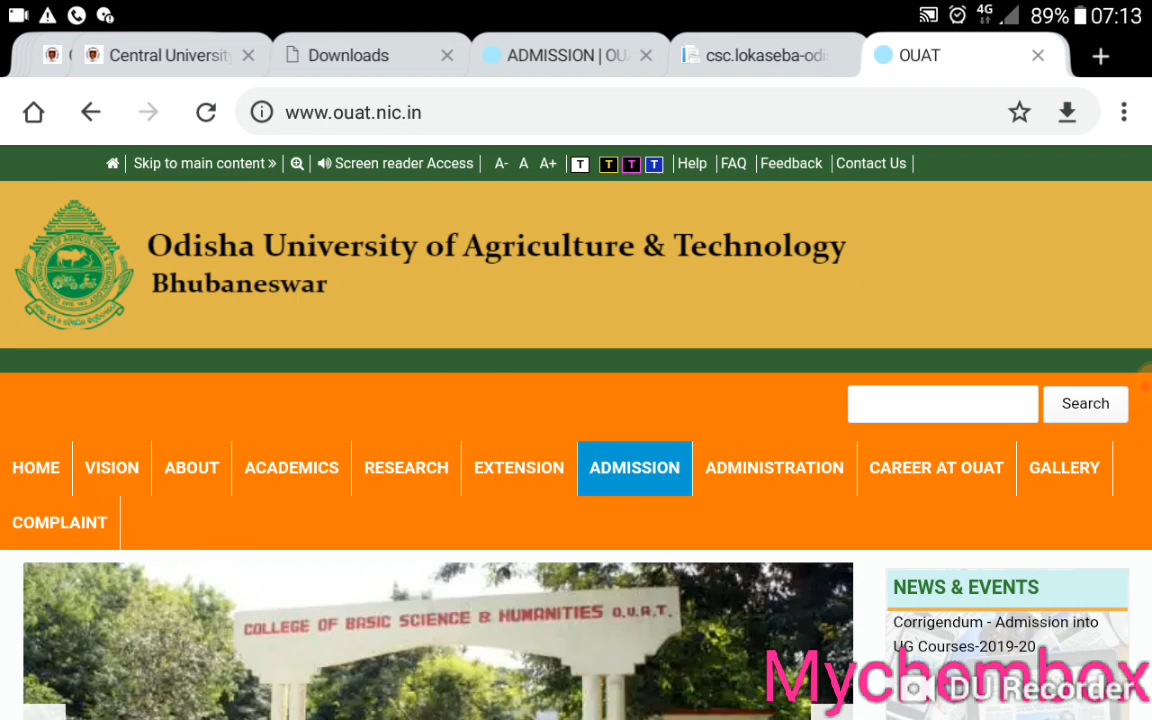 4G 89% 07:13
Central University
Downloads
ADMISSION | OU
csc.lokaseba-odi
OUAT
www.ouat.nic.in
Skip to main content »
Screen reader Access
A- A A+ T T T T
Help FAQ Feedback Contact Us
Odisha University of Agriculture & Technology
Bhubaneswar
Search
HOME VISION ABOUT ACADEMICS RESEARCH EXTENSION ADMISSION ADMINISTRATION CAREER AT OUAT GALLERY
COMPLAINT
COLLEGE OF BASIC SCIENCE & HUMANITIES O.U.A.T.
NEWS & EVENTS
Corrigendum - Admission into
UG Courses-2019-20
Mychembox
DU Recorder